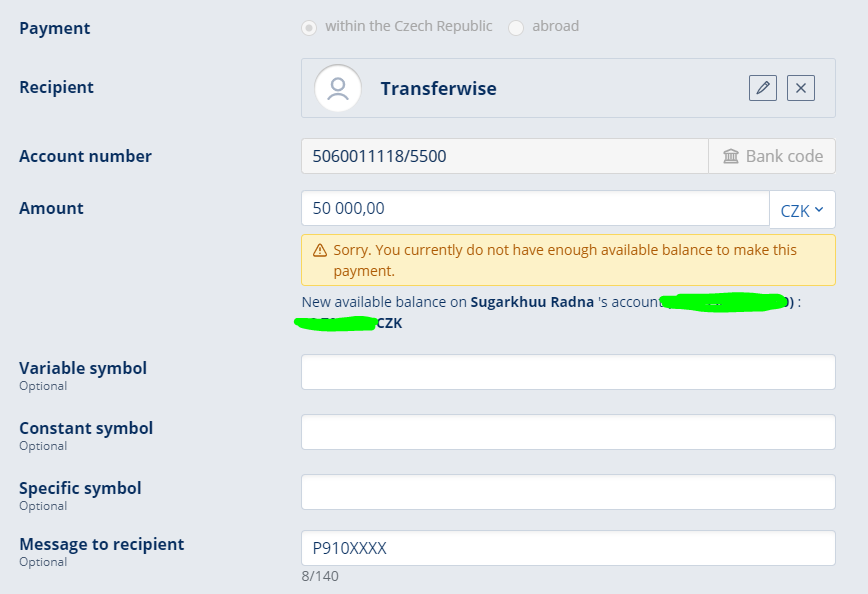 Payment within the Czech Republic abroad
Recipient Transferwise
Account number 5060011118/5500 Bank code
Amount 50 000,00 CZK
Sorry. You currently do not have enough available balance to make this
payment.
New available balance on Sugarkhuu Radna 's account ) :
CZK
Variable symbol
Optional
Constant symbol
Optional
Specific symbol
Optional
Message to recipient P910XXXX
Optional
8/140